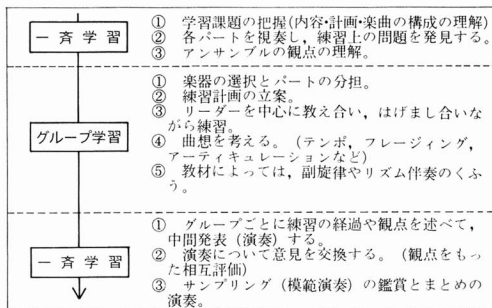 一斉学習
① 学習課題の把握(内容・計画・楽曲の構成の理解)
② 各パートを視奏し，練習上の問題を発見する。
③ アンサンブルの観点の理解。
グループ学習
① 楽器の選択とパートの分担。
② 練習計画の立案。
③ リーダーを中心に教え合い，はげまし合いな
がら練習。
④ 曲想を考える。（テンポ，フレージィング，
アーティキュレーションなど）
⑤ 教材によっては，副旋律やリズム伴奏のくふ
う。
一斉学習
① グループごとに練習の経過や観点を述べて，
中間発表（演奏）する。
② 演奏について意見を交換する。（観点をもっ
た相互評価）
③ サンプリング（模範演奏）の鑑賞とまとめの
演奏。